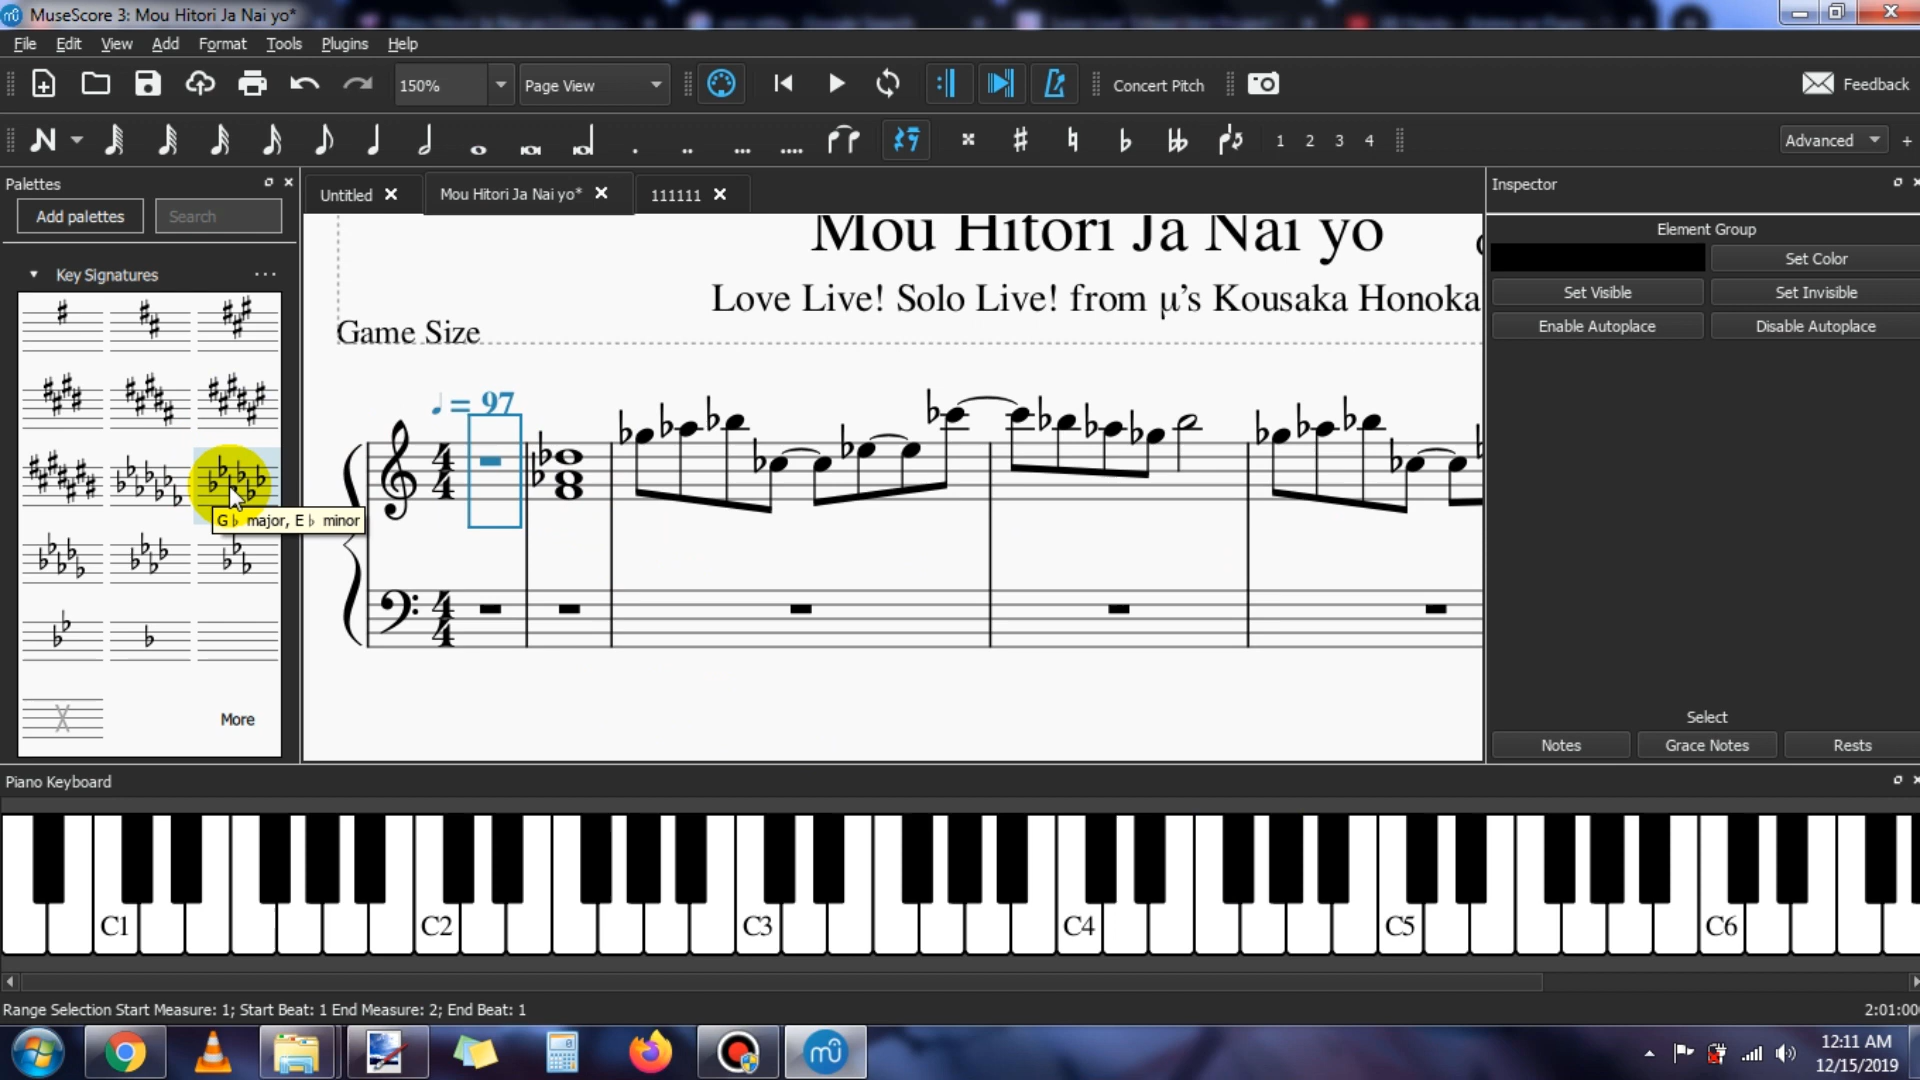 MuseScore 3: Mou Hitori Ja Nai yo*
File Edit View Add Format Tools Plugins Help
150% Page View Concert Pitch Feedback
1 2 3 4 Advanced +
Palettes
Add palettes Search
Key Signatures ...
G♭ major, E♭ minor
More
Untitled Mou Hitori Ja Nai yo* 111111
Mou Hitori Ja Nai yo
Love Live! Solo Live! from μ's Kousaka Honoka
Game Size
♩ = 97
4 4
4 4
Inspector
Element Group
Set Color
Set Visible Set Invisible
Enable Autoplace Disable Autoplace
Select
Notes Grace Notes Rests
Piano Keyboard
C1 C2 C3 C4 C5 C6
Range Selection Start Measure: 1; Start Beat: 1 End Measure: 2; End Beat: 1
2:01:00
12:11 AM
12/15/2019